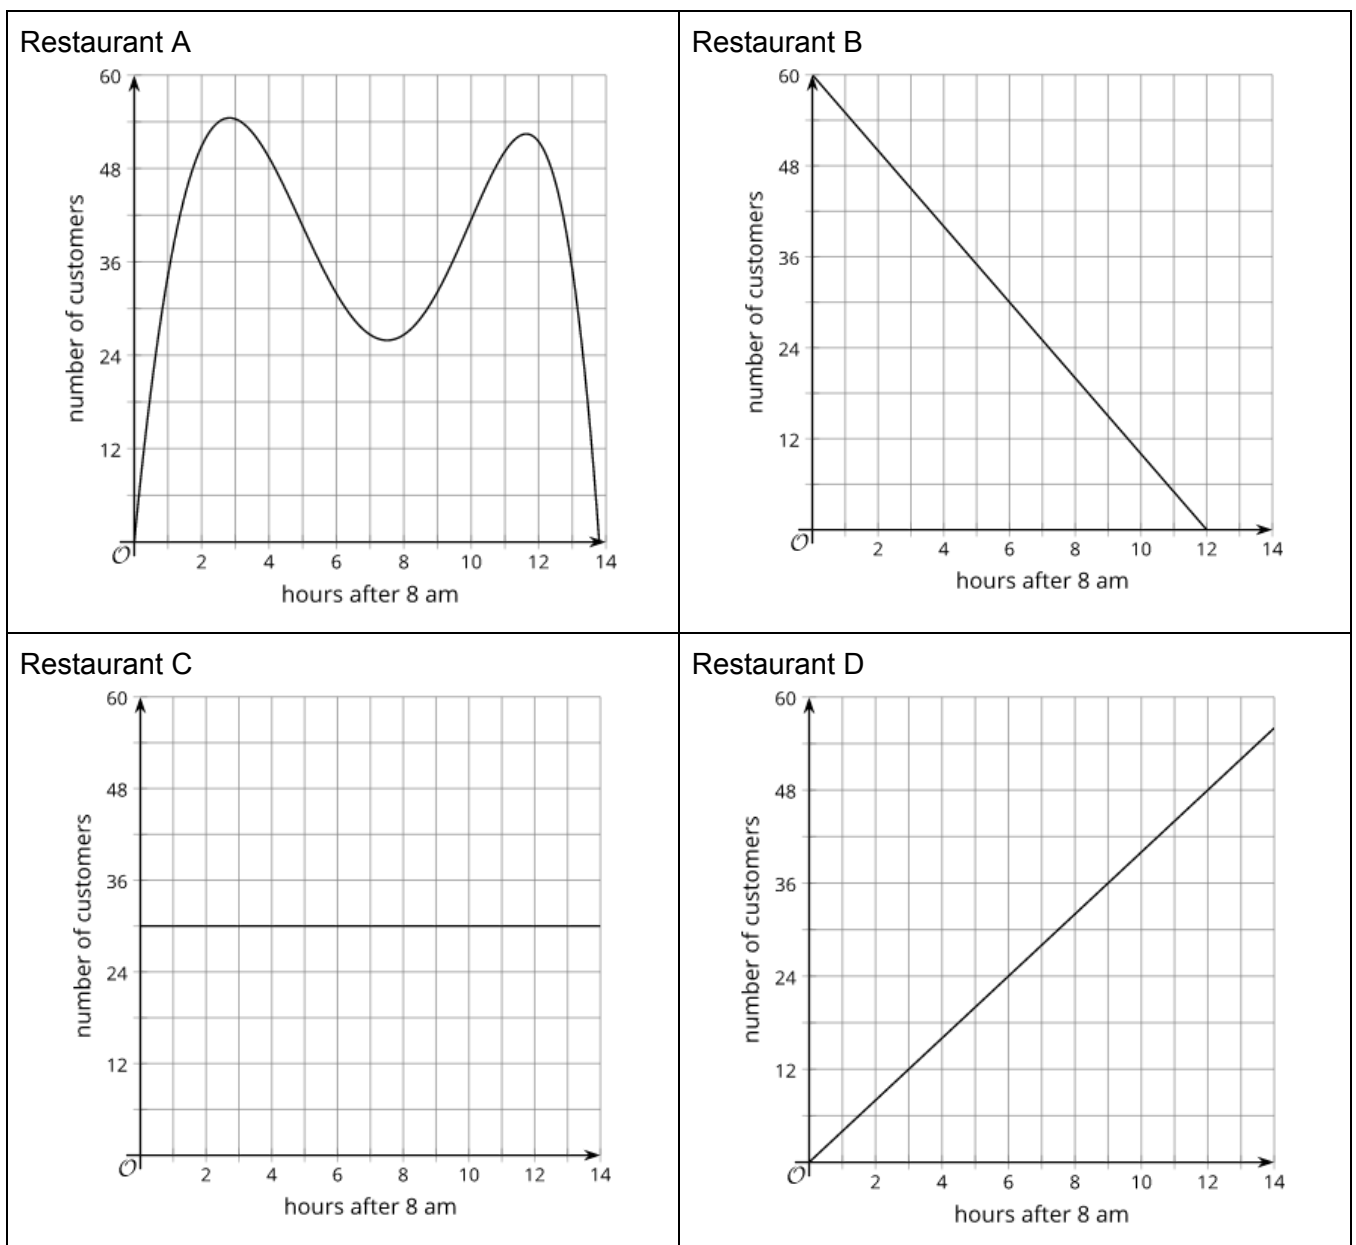 Restaurant A
60
48
36
24
12
number of customers
O
2 4 6 8 10 12 14
hours after 8 am
Restaurant B
60
48
36
24
12
number of customers
O
2 4 6 8 10 12 14
hours after 8 am
Restaurant C
60
48
36
24
12
number of customers
O
2 4 6 8 10 12 14
hours after 8 am
Restaurant D
60
48
36
24
12
number of customers
O
2 4 6 8 10 12 14
hours after 8 am